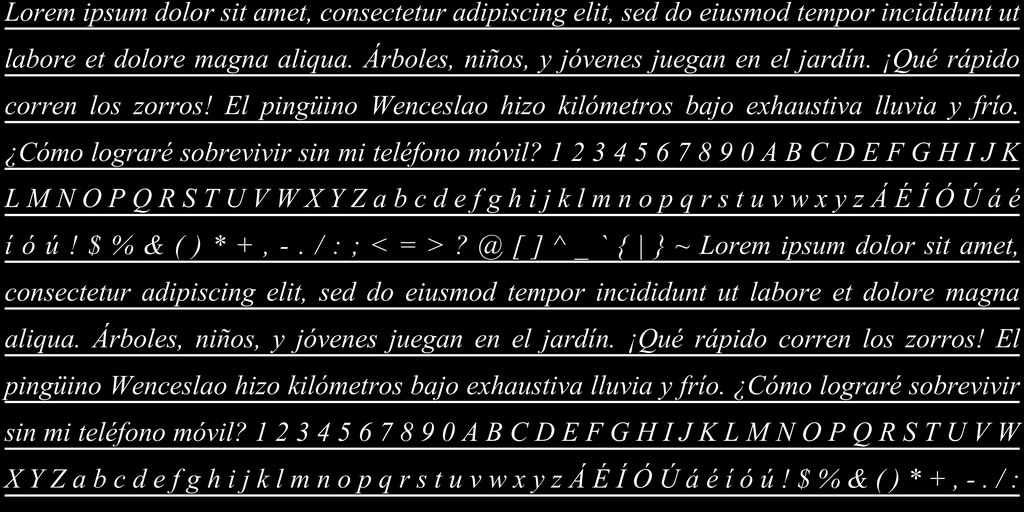 Lorem ipsum dolor sit amet, consectetur adipiscing elit, sed do eiusmod tempor incididunt ut
labore et dolore magna aliqua. Árboles, niños, y jóvenes juegan en el jardín. ¡Qué rápido
corren los zorros! El pingüino Wenceslao hizo kilómetros bajo exhaustiva lluvia y frío.
¿Cómo lograré sobrevivir sin mi teléfono móvil? 1 2 3 4 5 6 7 8 9 0 A B C D E F G H I J K
L M N O P Q R S T U V W X Y Z a b c d e f g h i j k l m n o p q r s t u v w x y z Á É Í Ó Ú á é
í ó ú ! $ % & ( ) * + , - . / : ; < = > ? @ [ ] ^ _ ` { | } ~ Lorem ipsum dolor sit amet,
consectetur adipiscing elit, sed do eiusmod tempor incididunt ut labore et dolore magna
aliqua. Árboles, niños, y jóvenes juegan en el jardín. ¡Qué rápido corren los zorros! El
pingüino Wenceslao hizo kilómetros bajo exhaustiva lluvia y frío. ¿Cómo lograré sobrevivir
sin mi teléfono móvil? 1 2 3 4 5 6 7 8 9 0 A B C D E F G H I J K L M N O P Q R S T U V W
X Y Z a b c d e f g h i j k l m n o p q r s t u v w x y z Á É Í Ó Ú á é í ó ú ! $ % & ( ) * + , - . / :